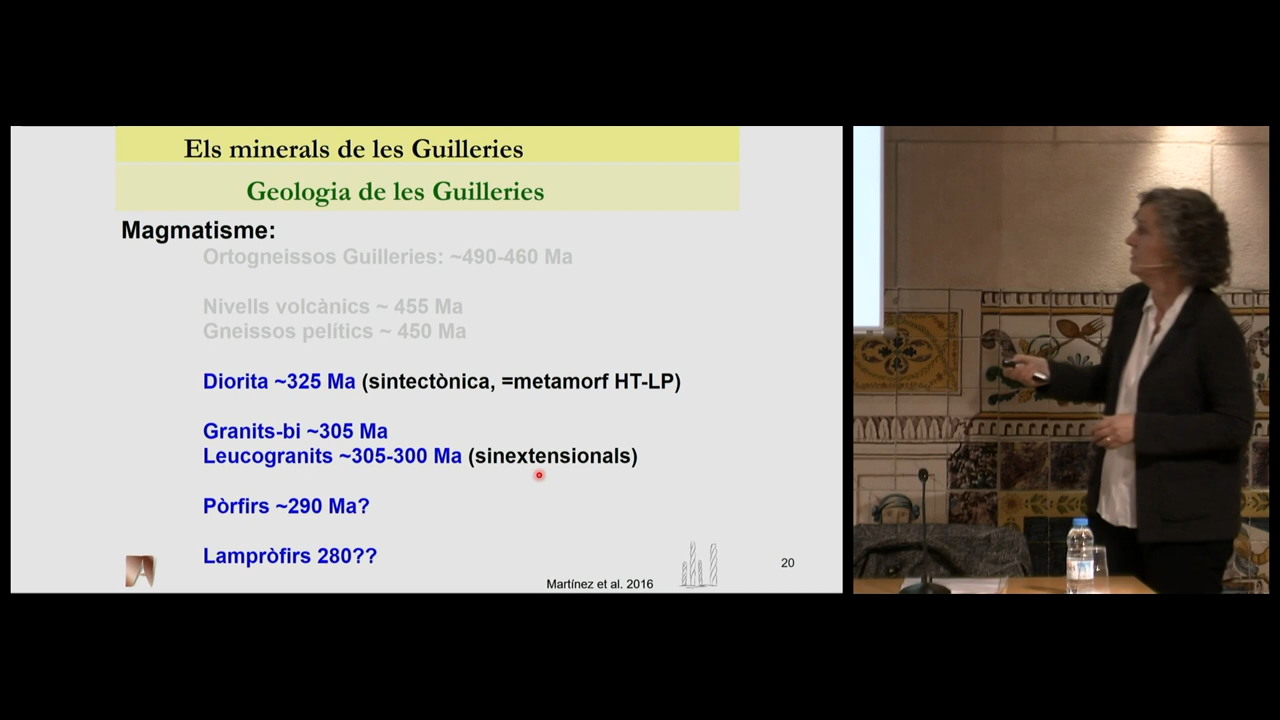 Els minerals de les Guilleries
Geologia de les Guilleries
Magmatisme:
Ortogneissos Guilleries: ~490-460 Ma
Nivells volcànics ~ 455 Ma
Gneissos pelítics ~ 450 Ma
Diorita ~325 Ma (sintectònica, =metamorf HT-LP)
Granits-bi ~305 Ma
Leucogranits ~305-300 Ma (sinextensionals)
Pòrfirs ~290 Ma?
Lampròfirs 280??
Martínez et al. 2016
20